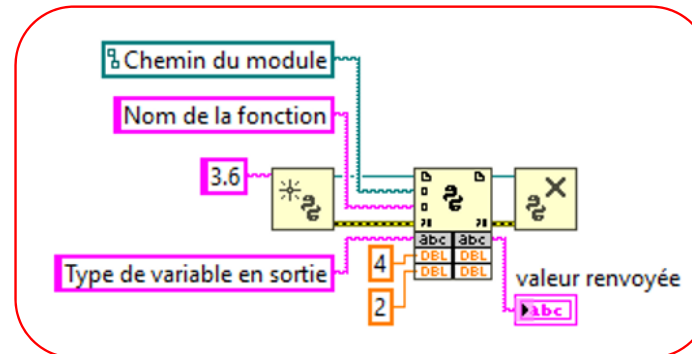 Chemin du module
Nom de la fonction
3.6
abc abc
Type de variable en sortie
4 DBL DBL
2 DBL DBL
valeur renvoyée
abc